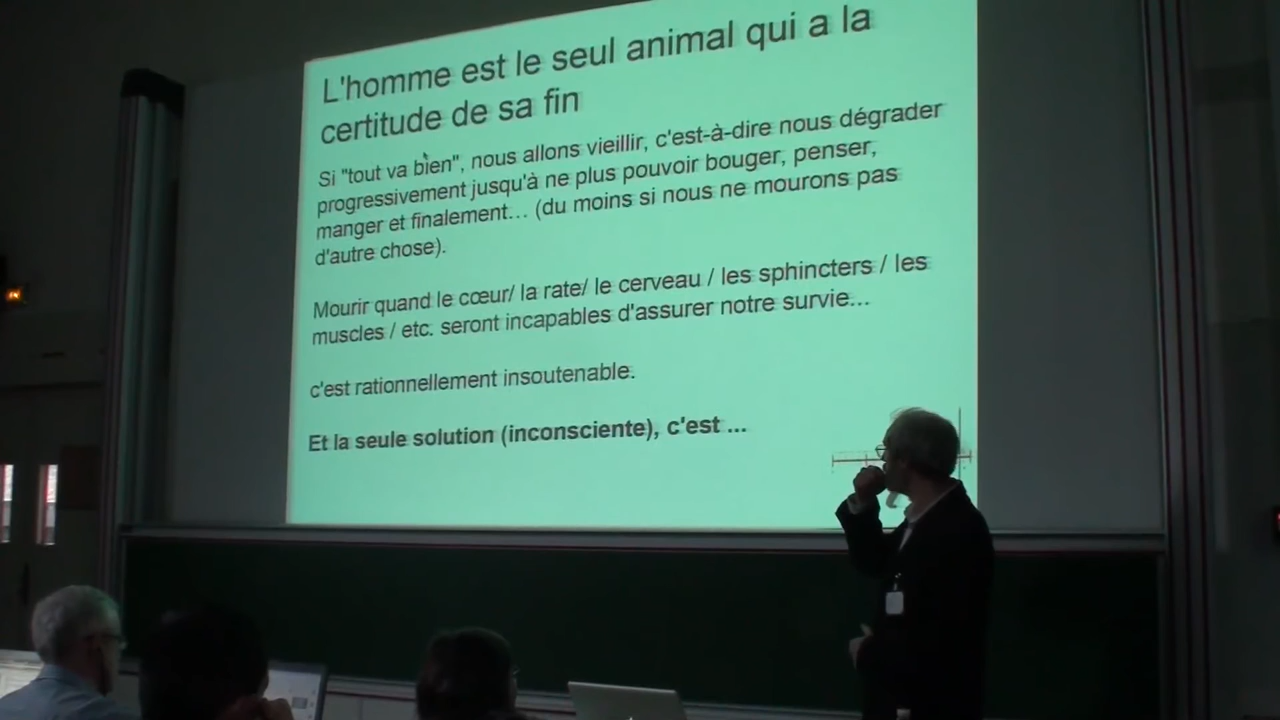 L'homme est le seul animal qui a la
certitude de sa fin
Si "tout va bien", nous allons vieillir, c'est-à-dire nous dégrader
progressivement jusqu'à ne plus pouvoir bouger, penser,
manger et finalement... (du moins si nous ne mourons pas
d'autre chose).
Mourir quand le cœur/ la rate/ le cerveau / les sphincters / les
muscles / etc. seront incapables d'assurer notre survie...
c'est rationnellement insoutenable.
Et la seule solution (inconsciente), c'est ...